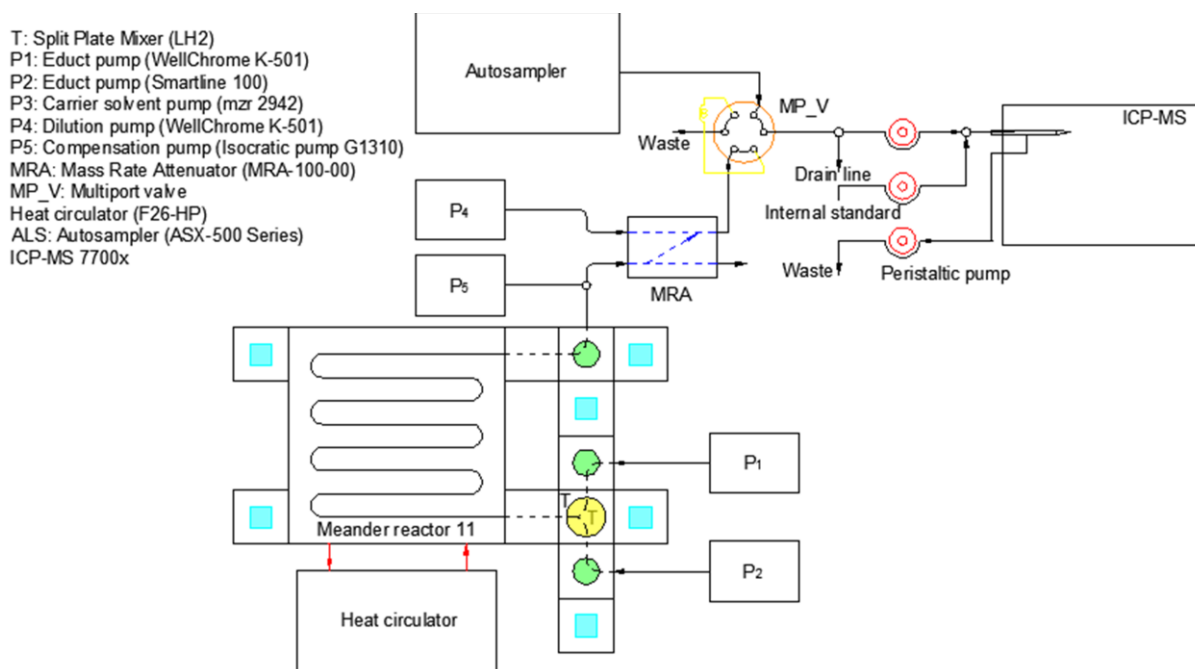 T: Split Plate Mixer (LH2)
P1: Educt pump (WellChrome K-501)
P2: Educt pump (Smartline 100)
P3: Carrier solvent pump (mzr 2942)
P4: Dilution pump (WellChrome K-501)
P5: Compensation pump (Isocratic pump G1310)
MRA: Mass Rate Attenuator (MRA-100-00)
MP_V: Multiport valve
Heat circulator (F26-HP)
ALS: Autosampler (ASX-500 Series)
ICP-MS 7700x
Autosampler
MP_V
ICP-MS
Waste
Drain line
Internal standard
Waste
Peristaltic pump
P4
P5
MRA
P1
T
T
Meander reactor 11
P2
Heat circulator